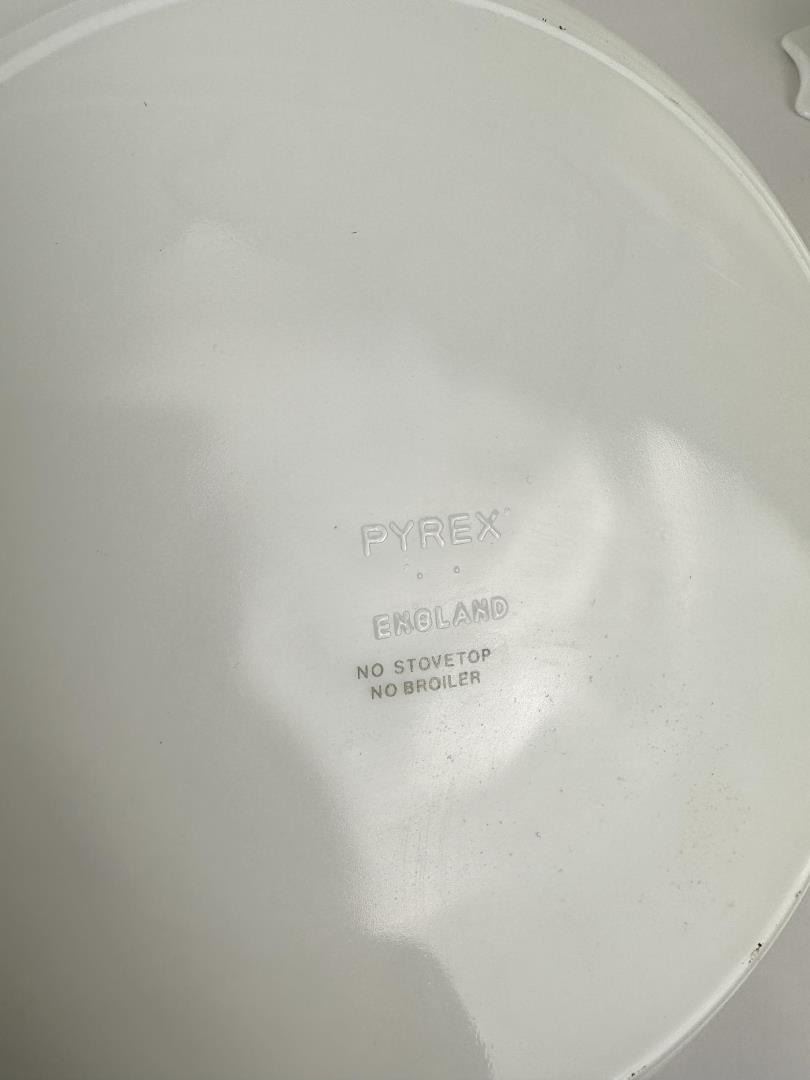 PYREX
ENGLAND
NO STOVETOP
NO BROILER